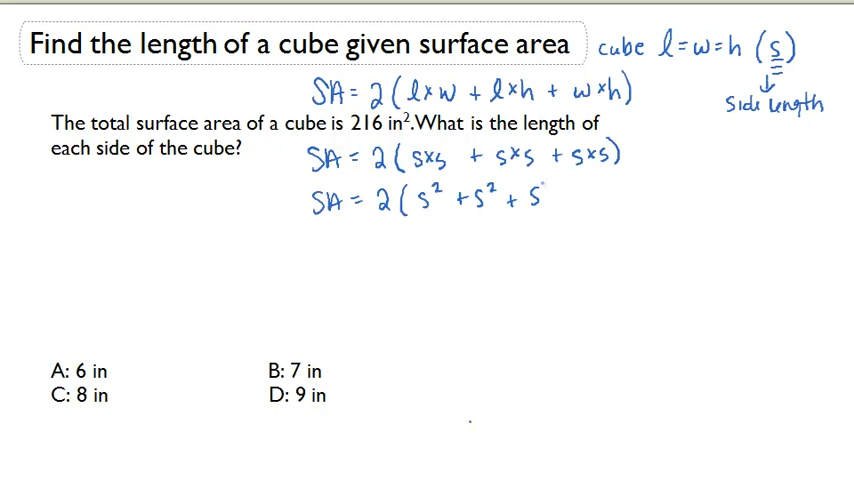 Find the length of a cube given surface area cube l=w=h (s)
side length
SA = 2 ( l×w + l×h + w×h )
The total surface area of a cube is 216 in².What is the length of
each side of the cube?
SA = 2 ( s×s + s×s + s×s )
SA = 2 ( s² + s² + s
A: 6 in B: 7 in
C: 8 in D: 9 in